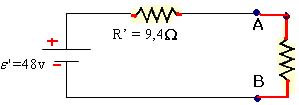 A
R' = 9,4Ω
+
ε'=48v
-
B